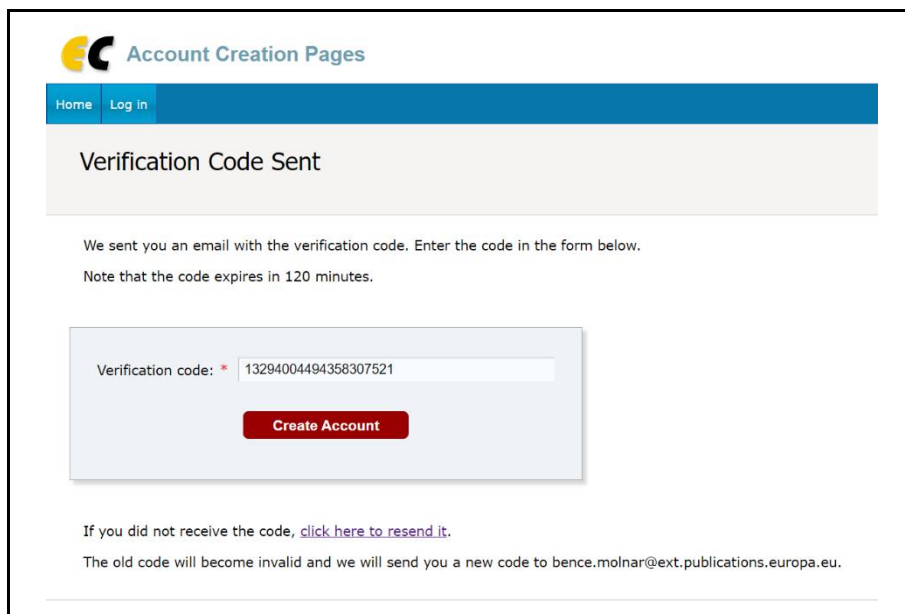 EC Account Creation Pages
Home Log in
Verification Code Sent
We sent you an email with the verification code. Enter the code in the form below.
Note that the code expires in 120 minutes.
Verification code: * 13294004494358307521
Create Account
If you did not receive the code, click here to resend it.
The old code will become invalid and we will send you a new code to bence.molnar@ext.publications.europa.eu.